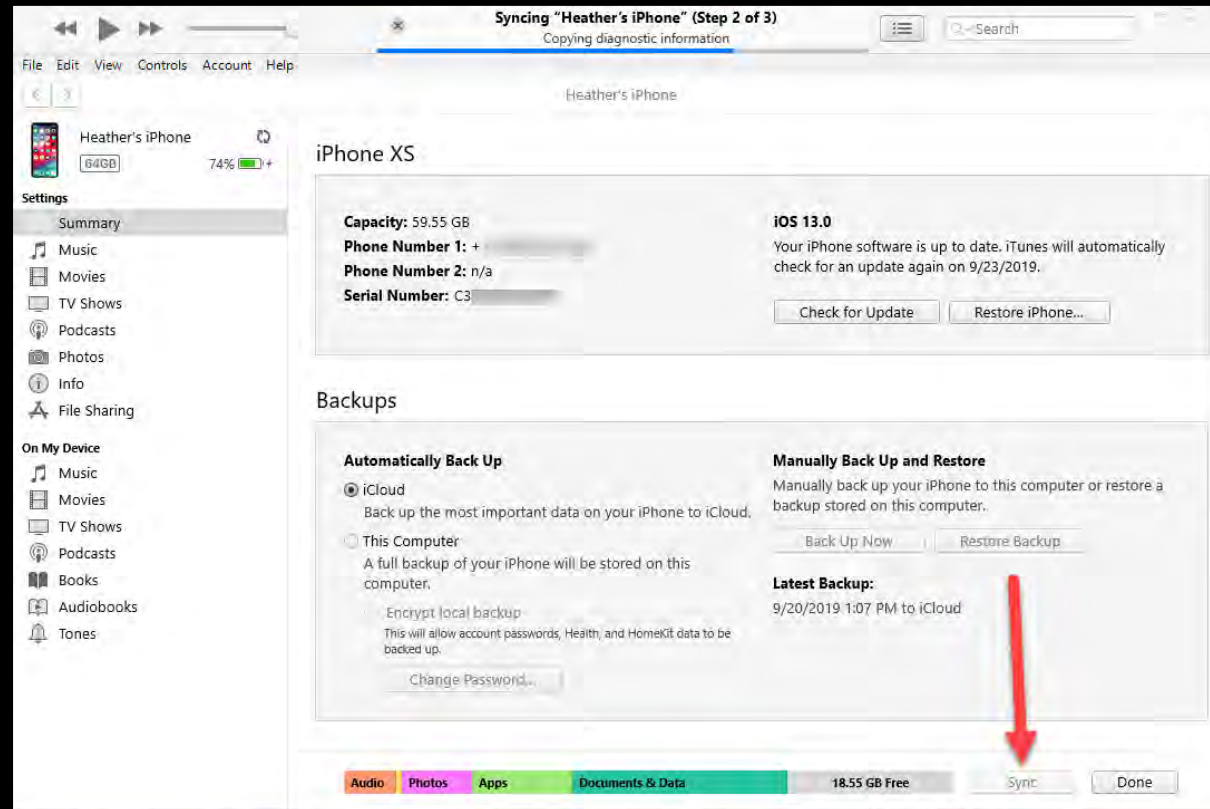 Syncing “Heather’s iPhone” (Step 2 of 3)
Copying diagnostic information
Search
File Edit View Controls Account Help
Heather's iPhone
Heather's iPhone
64GB
74%
Settings
Summary
Music
Movies
TV Shows
Podcasts
Photos
Info
File Sharing
On My Device
Music
Movies
TV Shows
Podcasts
Books
Audiobooks
Tones
iPhone XS
Capacity: 59.55 GB
Phone Number 1: +
Phone Number 2: n/a
Serial Number: C3
iOS 13.0
Your iPhone software is up to date. iTunes will automatically
check for an update again on 9/23/2019.
Check for Update Restore iPhone...
Backups
Automatically Back Up
iCloud
Back up the most important data on your iPhone to iCloud.
This Computer
A full backup of your iPhone will be stored on this
computer.
Encrypt local backup
This will allow account passwords, Health, and HomeKit data to be
backed up.
Change Password...
Manually Back Up and Restore
Manually back up your iPhone to this computer or restore a
backup stored on this computer.
Back Up Now Restore Backup
Latest Backup:
9/20/2019 1:07 PM to iCloud
Audio Photos Apps Documents & Data 18.55 GB Free Sync Done